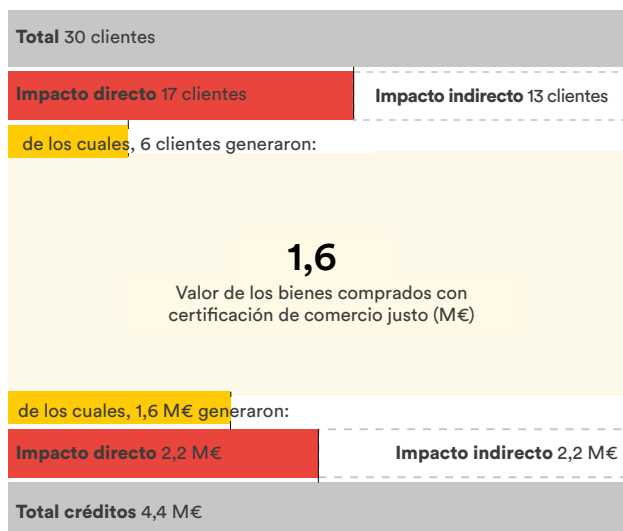 Total 30 clientes
Impacto directo 17 clientes
Impacto indirecto 13 clientes
de los cuales, 6 clientes generaron:
1,6
Valor de los bienes comprados con
certificación de comercio justo (M€)
de los cuales, 1,6 M€ generaron:
Impacto directo 2,2 M€
Impacto indirecto 2,2 M€
Total créditos 4,4 M€